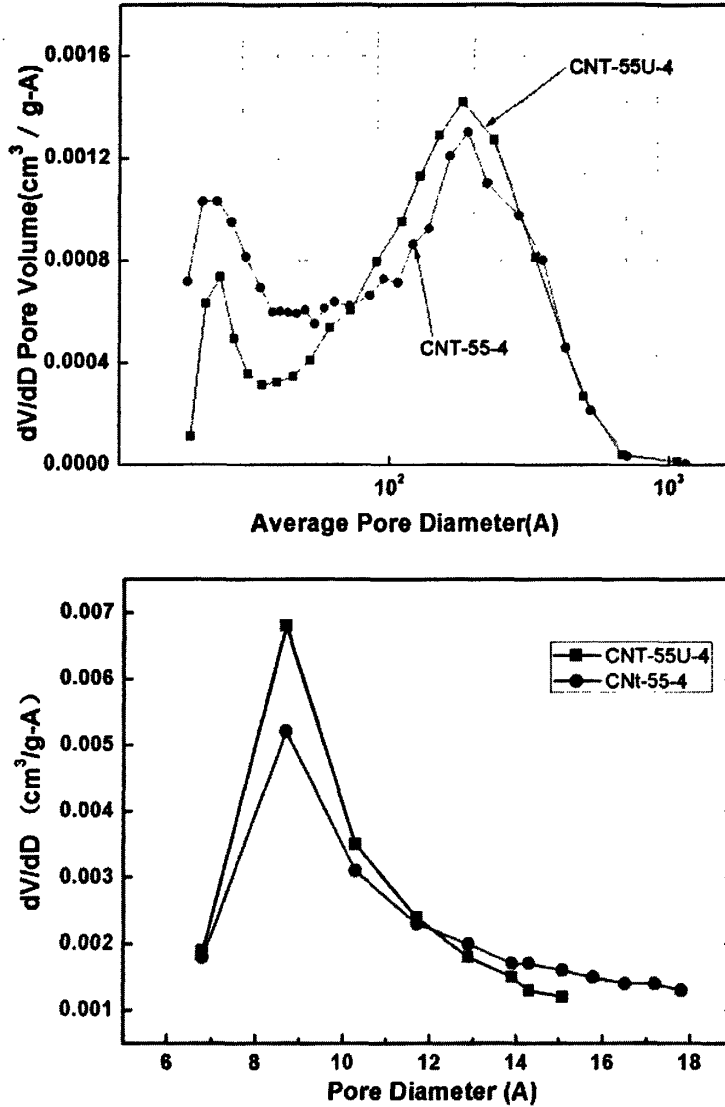 0.0016
0.0012
0.0008
0.0004
0.0000
dV/dD Pore Volume(cm³ / g-A)
CNT-55U-4
CNT-55-4
10²
10³
Average Pore Diameter(A)
0.007
0.006
0.005
0.004
0.003
0.002
0.001
dV/dD (cm³/g-A)
CNT-55U-4
CNt-55-4
6
8
10
12
14
16
18
Pore Diameter (A)